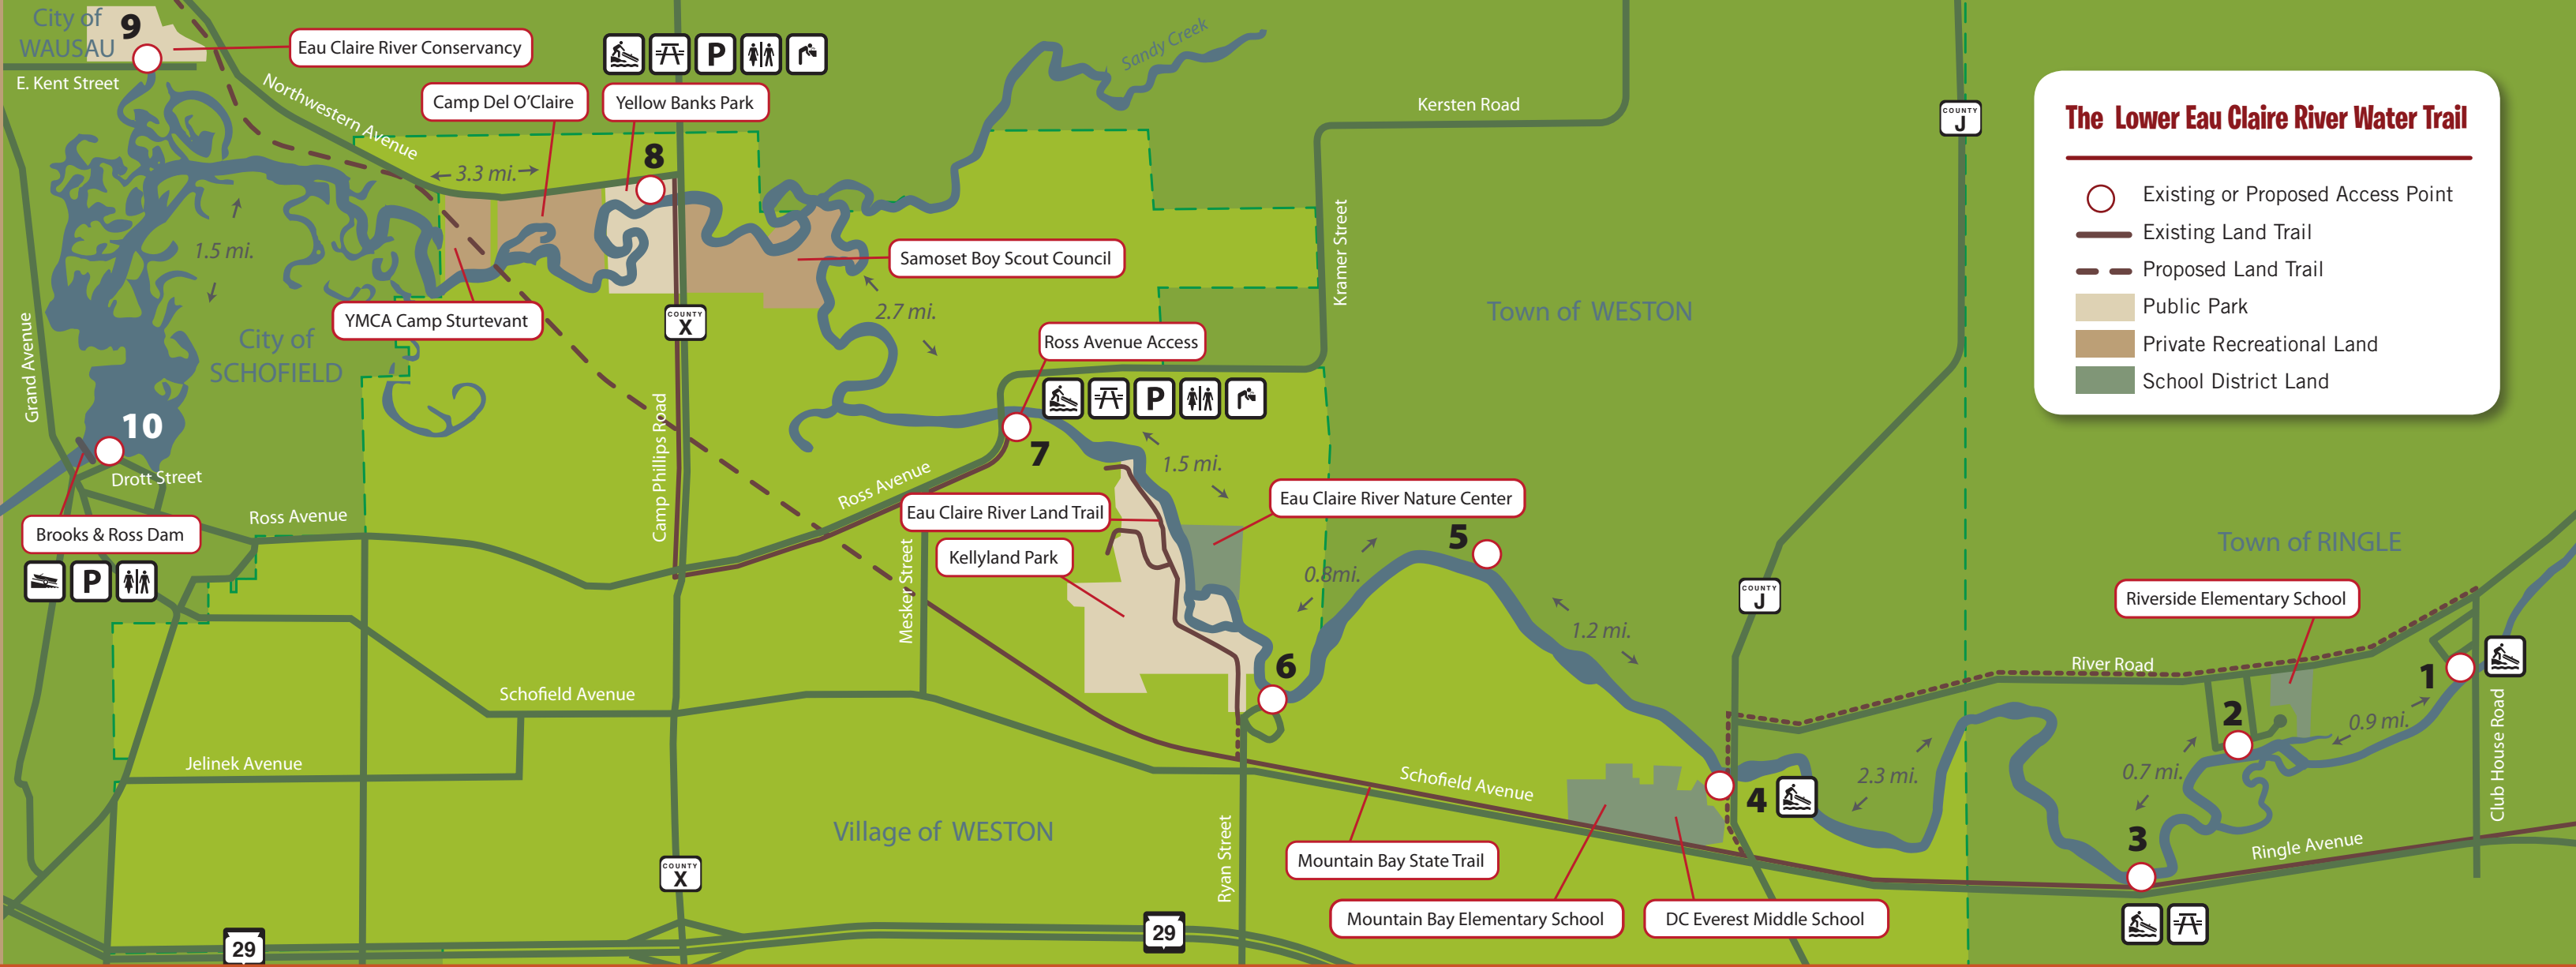 City of
WAUSAU
9
Eau Claire River Conservancy
E. Kent Street
Northwestern Avenue
Camp Del O'Claire
Yellow Banks Park
P
8
3.3 mi.
Sandy Creek
Kersten Road
COUNTY
J
The Lower Eau Claire River Water Trail
Existing or Proposed Access Point
Existing Land Trail
Proposed Land Trail
Public Park
Private Recreational Land
School District Land
1.5 mi.
Samoset Boy Scout Council
Kramer Street
2.7 mi.
YMCA Camp Sturtevant
COUNTY
X
Town of WESTON
City of
SCHOFIELD
Grand Avenue
Ross Avenue Access
P
7
10
Drott Street
Camp Phillips Road
Ross Avenue
1.5 mi.
Eau Claire River Land Trail
Eau Claire River Nature Center
Brooks & Ross Dam
P
Ross Avenue
Kellyland Park
Mesker Street
5
0.8mi.
COUNTY
J
Town of RINGLE
Riverside Elementary School
1.2 mi.
6
River Road
1
2
0.9 mi.
Club House Road
Schofield Avenue
Jelinek Avenue
Schofield Avenue
4
2.3 mi.
0.7 mi.
3
Ringle Avenue
Village of WESTON
Ryan Street
Mountain Bay State Trail
COUNTY
X
Mountain Bay Elementary School
DC Everest Middle School
29
29